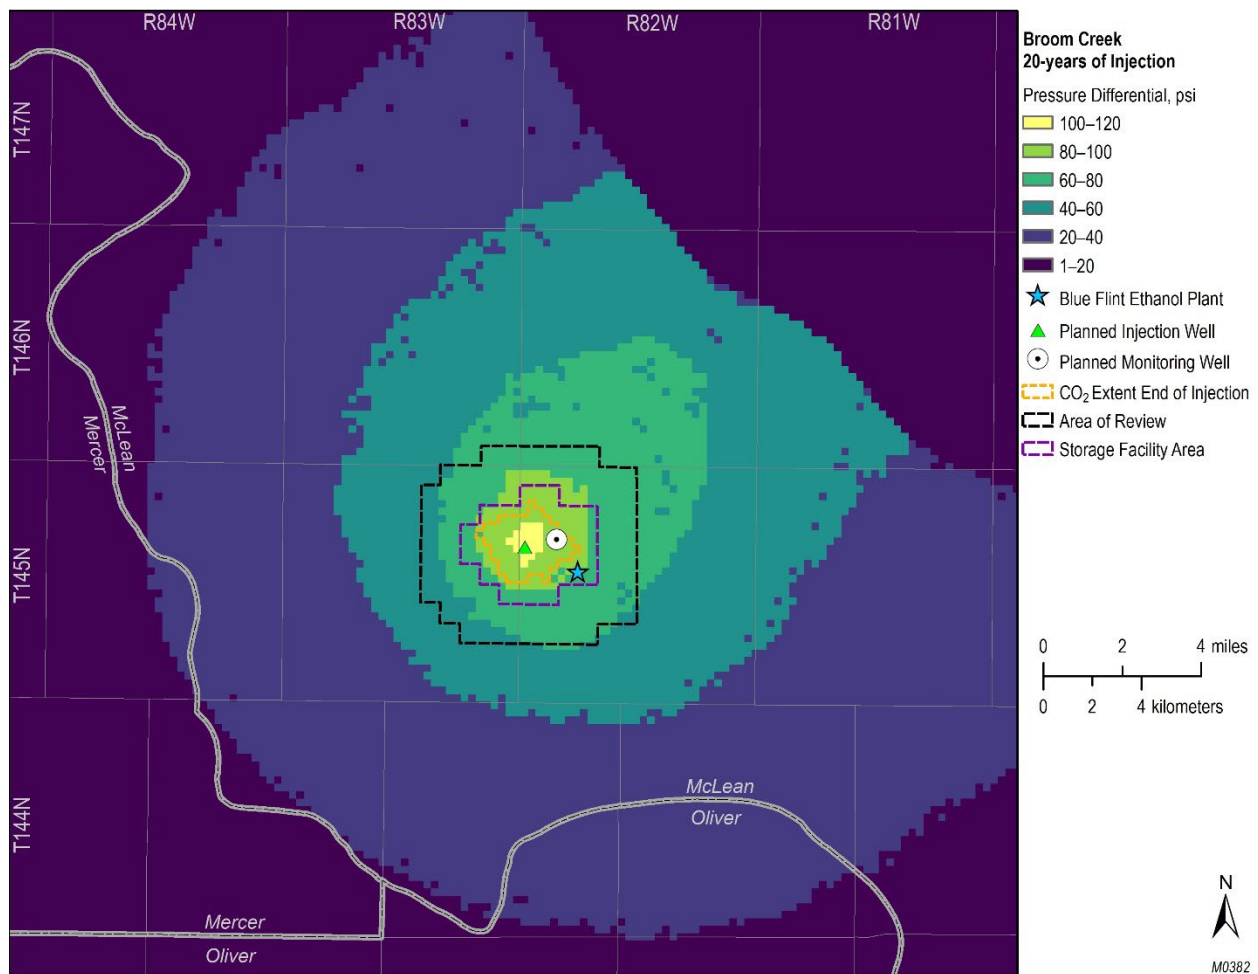 R84W
R83W
R82W
R81W
T147N
T146N
T145N
T144N
McLean
Mercer
McLean
Oliver
Mercer
Oliver
Broom Creek
20-years of Injection
Pressure Differential, psi
100–120
80–100
60–80
40–60
20–40
1–20
Blue Flint Ethanol Plant
Planned Injection Well
Planned Monitoring Well
CO₂ Extent End of Injection
Area of Review
Storage Facility Area
0 2 4 miles
0 2 4 kilometers
N
M0382